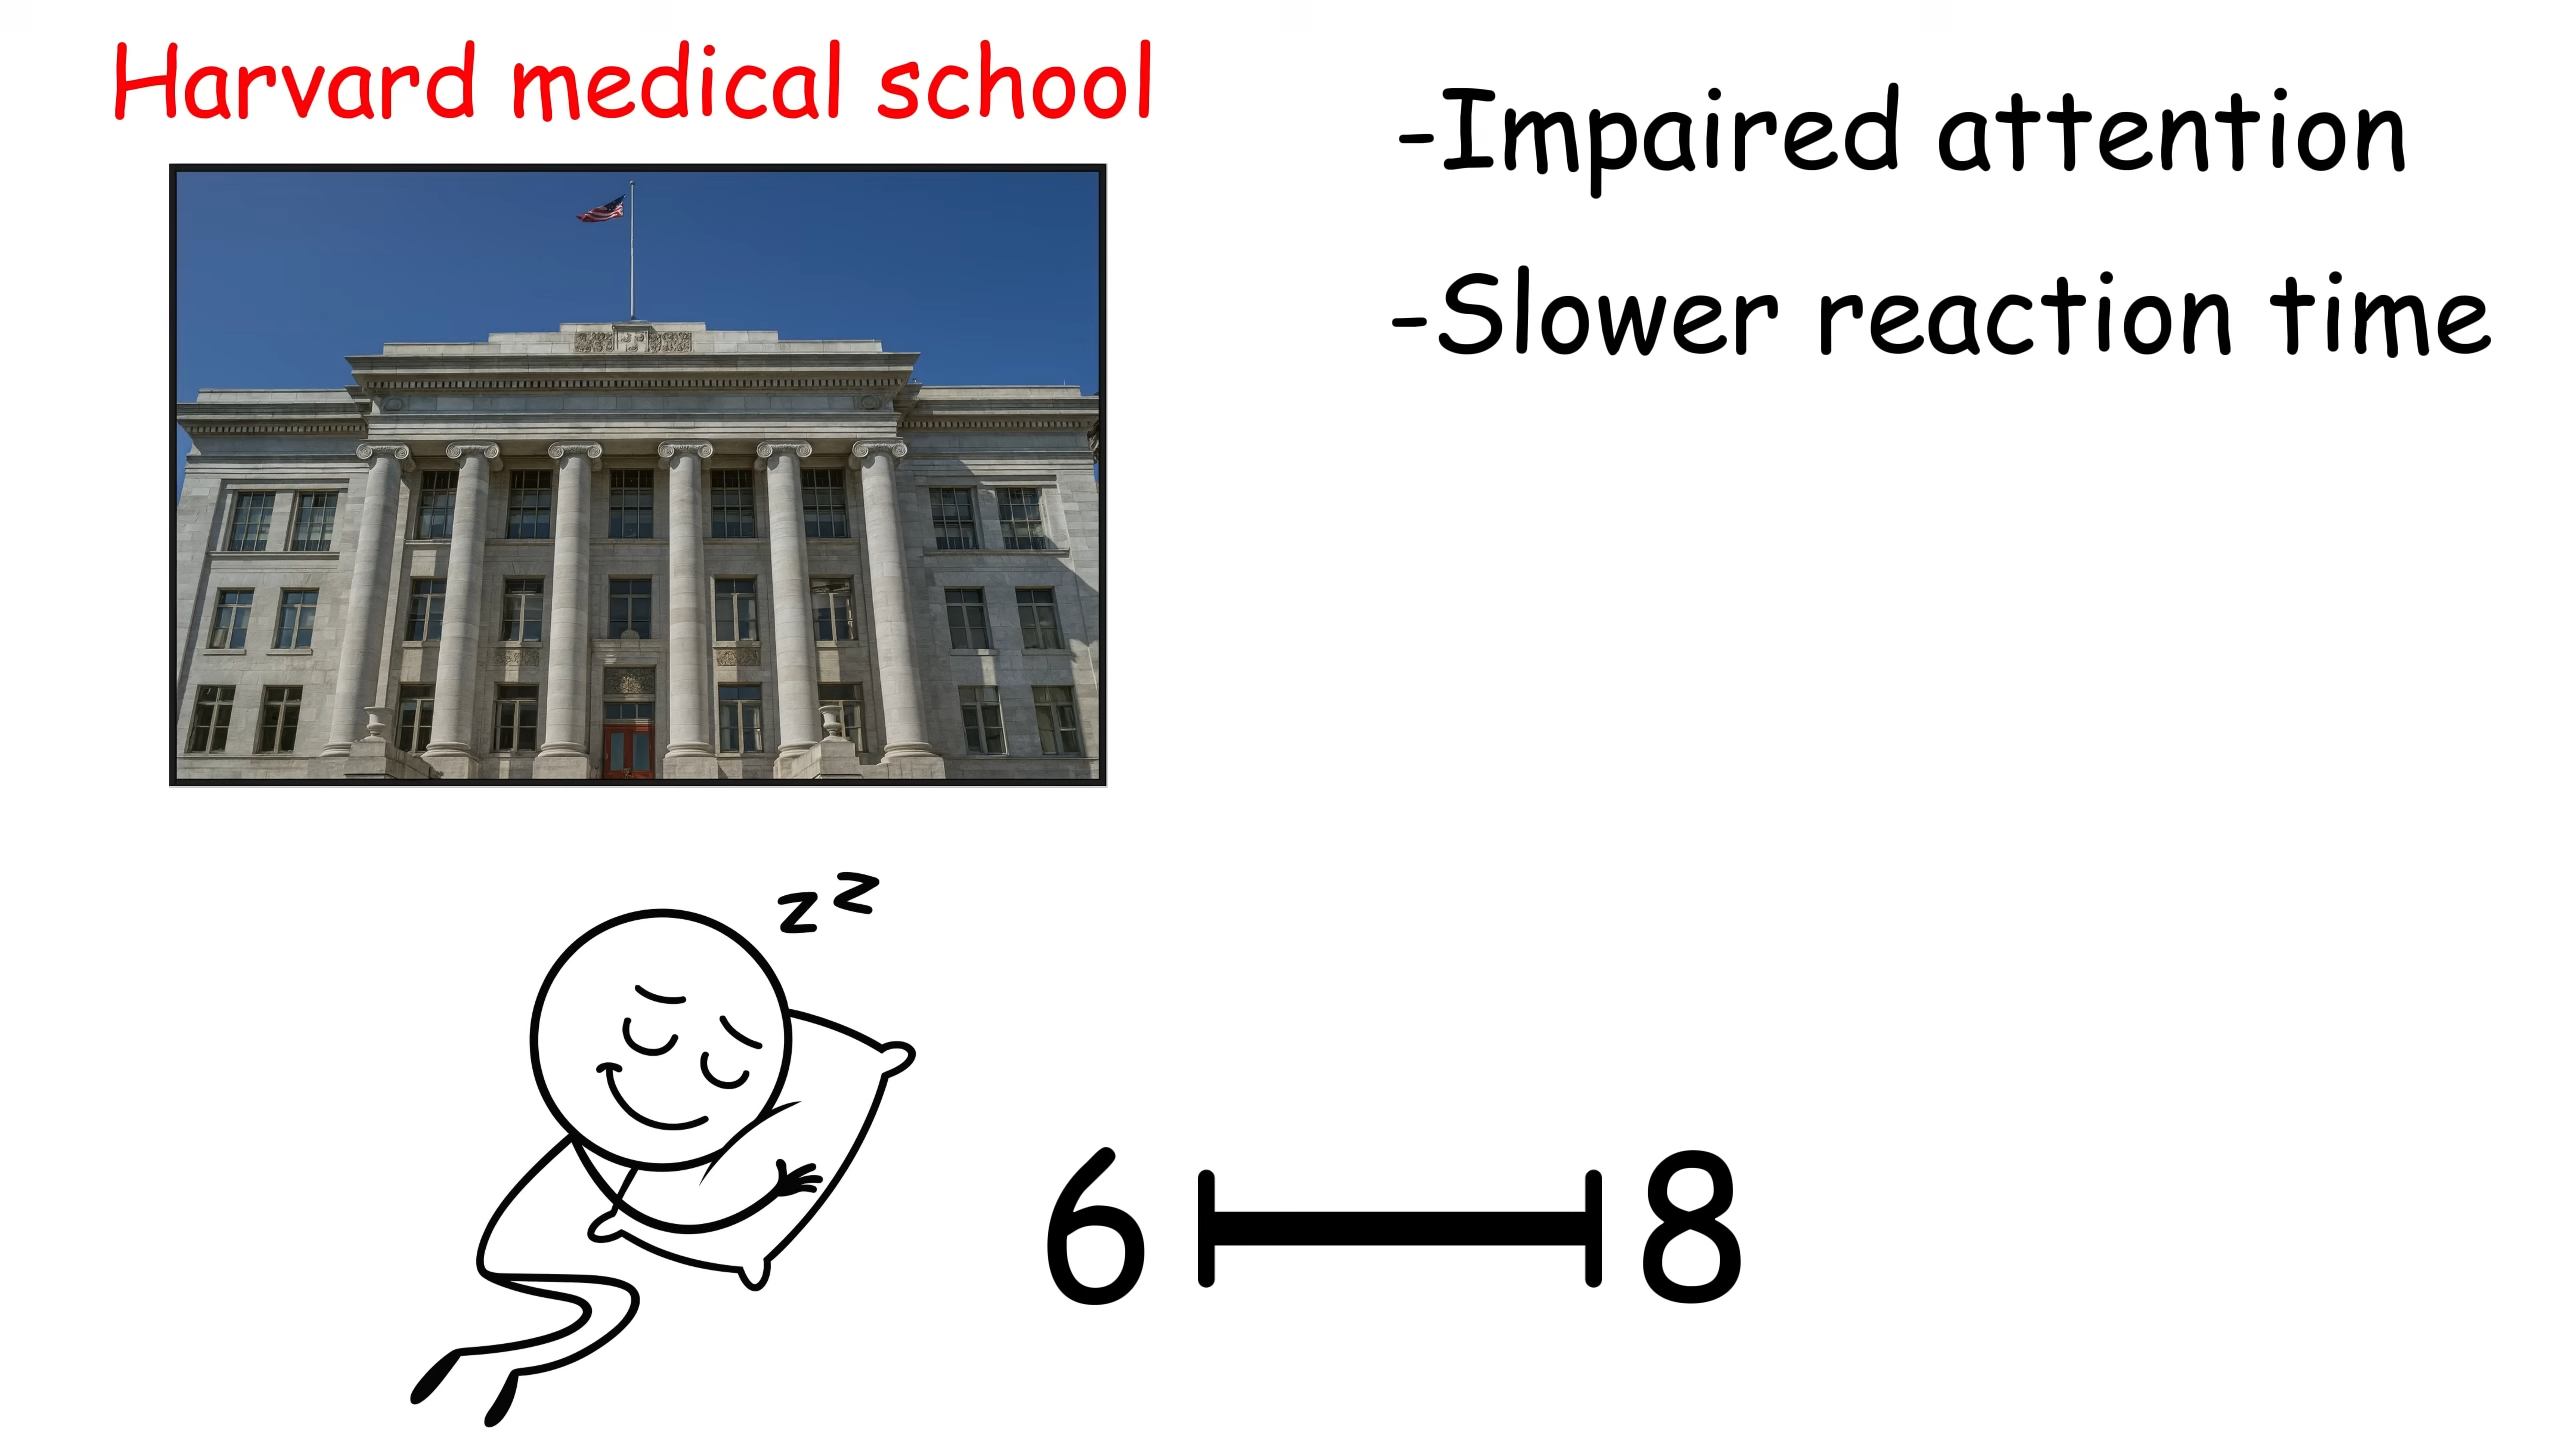 Harvard medical school
-Impaired attention
-Slower reaction time
z z
6 8